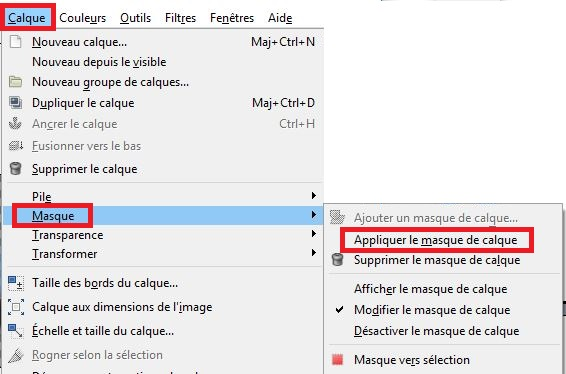 Calque Couleurs Outils Filtres Fenêtres Aide
Nouveau calque... Maj+Ctrl+N
Nouveau depuis le visible
Nouveau groupe de calques...
Dupliquer le calque Maj+Ctrl+D
Ancrer le calque Ctrl+H
Fusionner vers le bas
Supprimer le calque
Pile
Masque
Transparence
Transformer
Taille des bords du calque...
Calque aux dimensions de l'image
Échelle et taille du calque...
Rogner selon la sélection
Ajouter un masque de calque...
Appliquer le masque de calque
Supprimer le masque de calque
Afficher le masque de calque
Modifier le masque de calque
Désactiver le masque de calque
Masque vers sélection